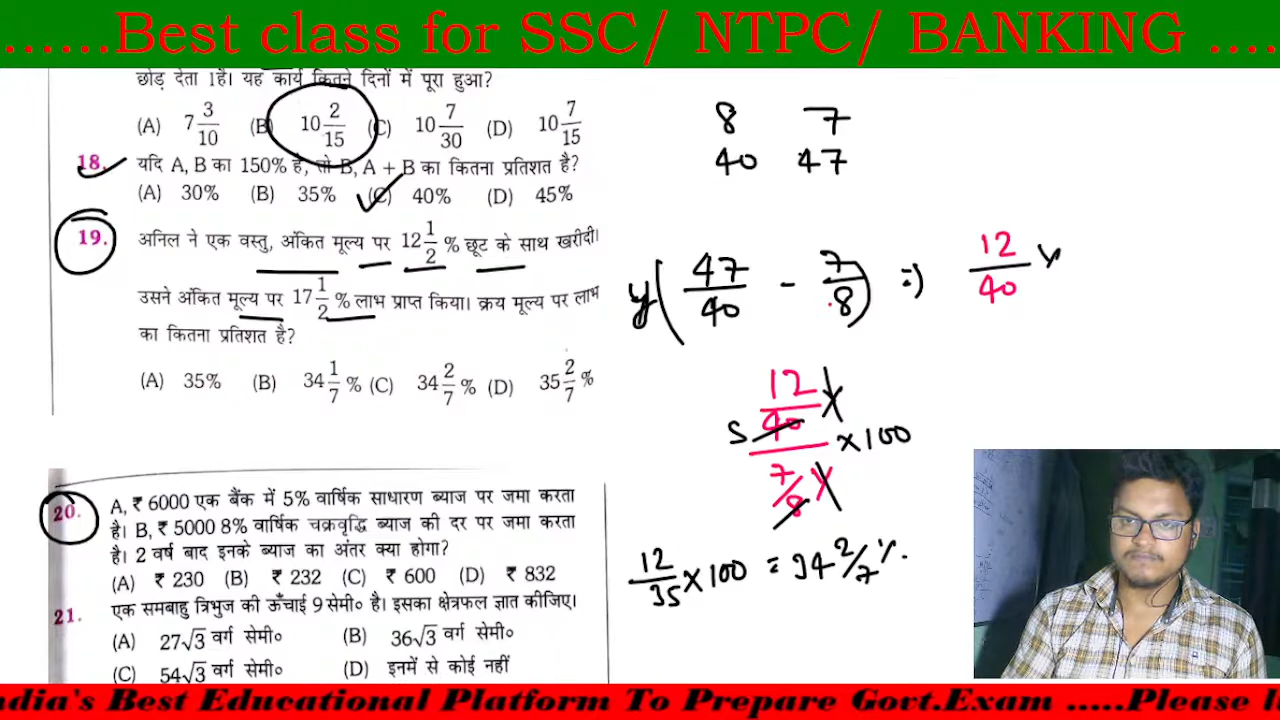 ......Best class for SSC/ NTPC/ BANKING ....
छोड़ देता 1है। यह कार्य कितने दिनों में पूरा हुआ?
(A) 7 3/10 (B) 10 2/15 (C) 10 7/30 (D) 10 7/15
18. यदि A, B का 150% है, तो B, A + B का कितना प्रतिशत है?
(A) 30% (B) 35% (C) 40% (D) 45%
19. अनिल ने एक वस्तु, अंकित मूल्य पर 12 1/2 % छूट के साथ खरीदी।
उसने अंकित मूल्य पर 17 1/2 % लाभ प्राप्त किया। क्रय मूल्य पर लाभ
का कितना प्रतिशत है?
(A) 35% (B) 34 1/7 % (C) 34 2/7 % (D) 35 2/7 %
20. A, ₹ 6000 एक बैंक में 5% वार्षिक साधारण ब्याज पर जमा करता
है। B, ₹ 5000 8% वार्षिक चक्रवृद्धि ब्याज की दर पर जमा करता
है। 2 वर्ष बाद इनके ब्याज का अंतर क्या होगा?
(A) ₹ 230 (B) ₹ 232 (C) ₹ 600 (D) ₹ 832
21. एक समबाहु त्रिभुज की ऊँचाई 9 सेमी० है। इसका क्षेत्रफल ज्ञात कीजिए।
(A) 27√3 वर्ग सेमी० (B) 36√3 वर्ग सेमी०
(C) 54√3 वर्ग सेमी० (D) इनमें से कोई नहीं
8 7
40 47
y(47/40 - 7/8) => 12/40 y
5 12/40 y
× 100
7/8 y
12/35 × 100 = 34 2/7 %.
ndia's Best Educational Platform To Prepare Govt.Exam .....Please l